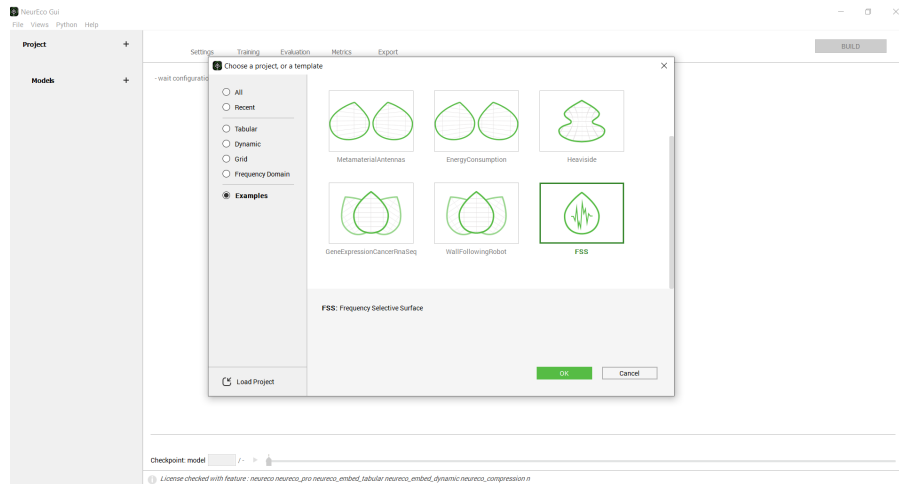 NeurEco Gui
File Views Python Help
Project +
Settings Training Evaluation Metrics Export
BUILD
Models +
- wait configuratio
Choose a project, or a template
All
Recent
Tabular
Dynamic
Grid
Frequency Domain
Examples
MetamaterialAntennas EnergyConsumption Heaviside
GeneExpressionCancerRnaSeq WallFollowingRobot FSS
FSS: Frequency Selective Surface
Load Project
OK Cancel
Checkpoint: model / -
License checked with feature : neureco neureco_pro neureco_embed_tabular neureco_embed_dynamic neureco_compression n